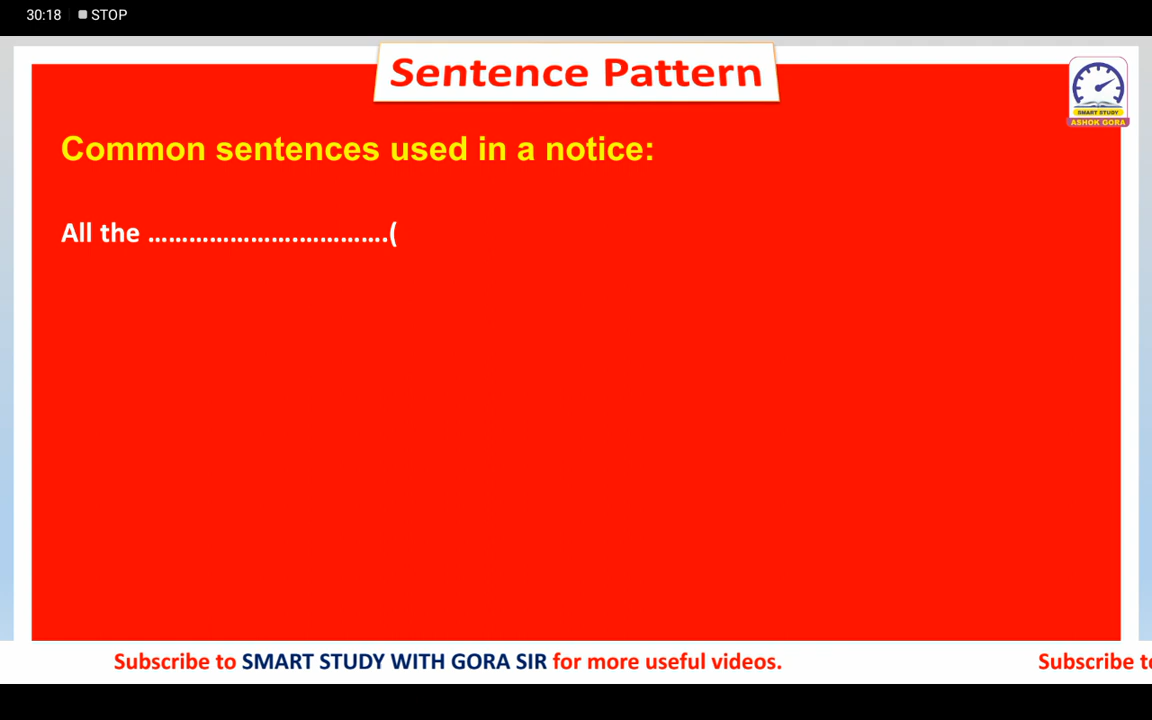 30:18 STOP
Sentence Pattern
SMART STUDY
ASHOK GORA
Common sentences used in a notice:
All the ……………………………….(
Subscribe to SMART STUDY WITH GORA SIR for more useful videos. Subscribe to